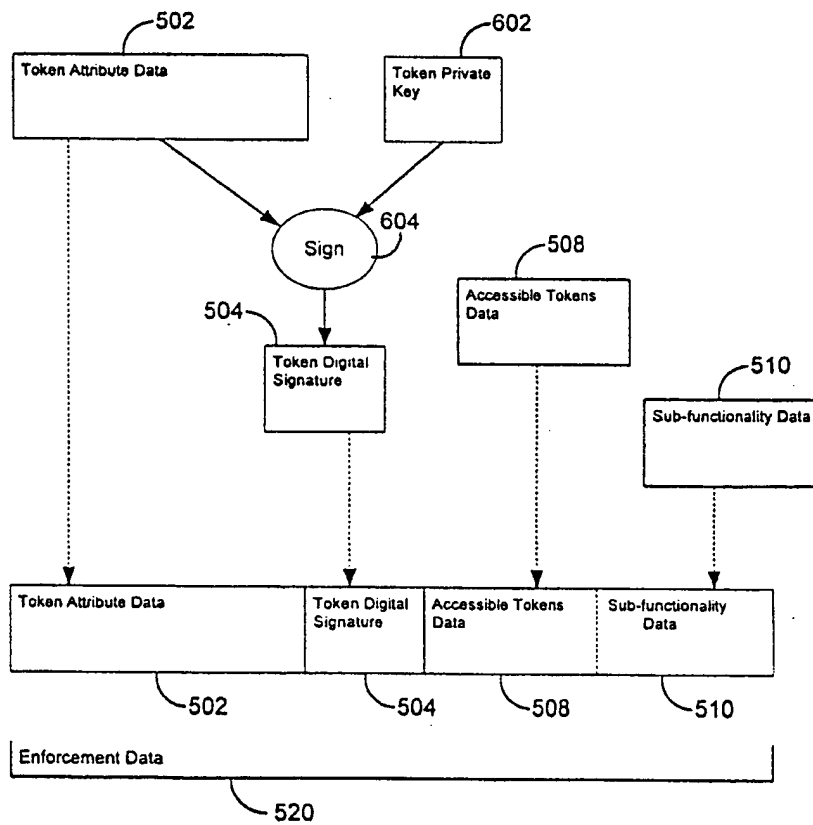 502
602
Token Attribute Data
Token Private
Key
Sign
604
508
Accessible Tokens
Data
504
Token Digital
Signature
510
Sub-functionality Data
Token Attribute Data
Token Digital
Signature
Accessible Tokens
Data
Sub-functionality
Data
502
504
508
510
Enforcement Data
520